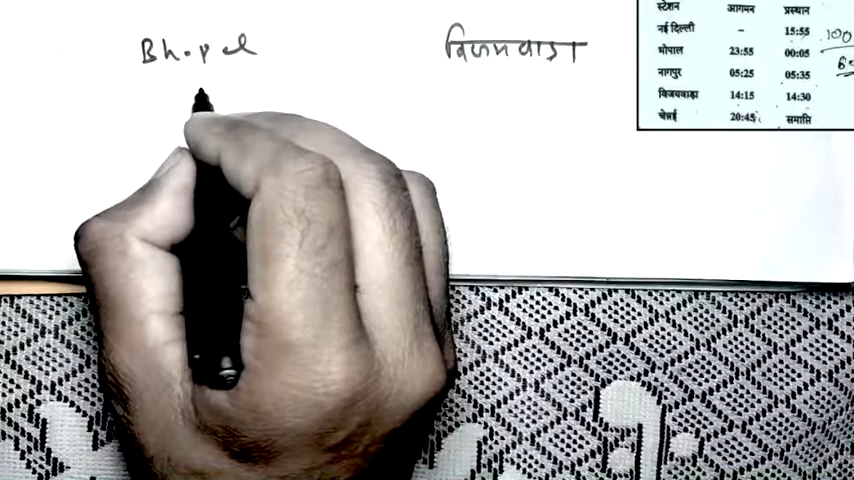 Bhopal विजयवाड़ा
स्टेशन आगमन प्रस्थान
नई दिल्ली – 15:55
भोपाल 23:55 00:05
नागपुर 05:25 05:35
विजयवाड़ा 14:15 14:30
चेन्नई 20:45 समाप्ति
100